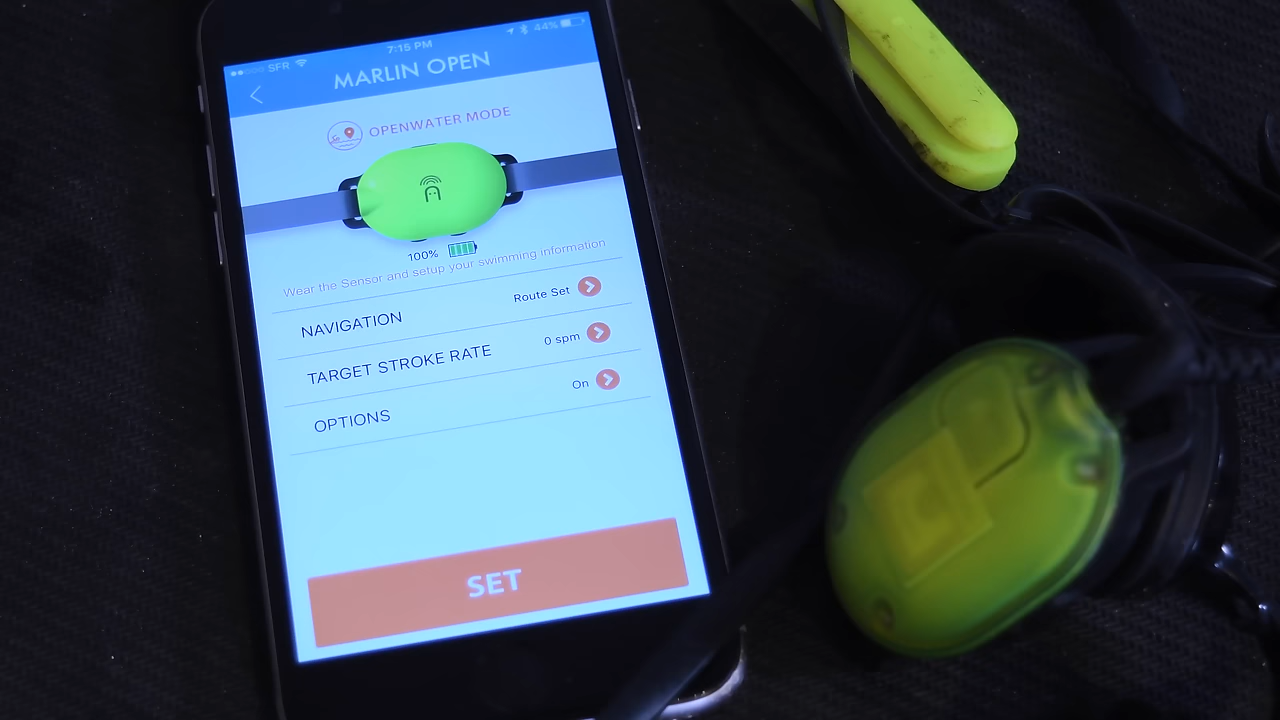 SFR 7:15 PM 44%
MARLIN OPEN
OPENWATER MODE
100%
Wear the Sensor and setup your swimming information
NAVIGATION Route Set
TARGET STROKE RATE 0 spm
OPTIONS On
SET